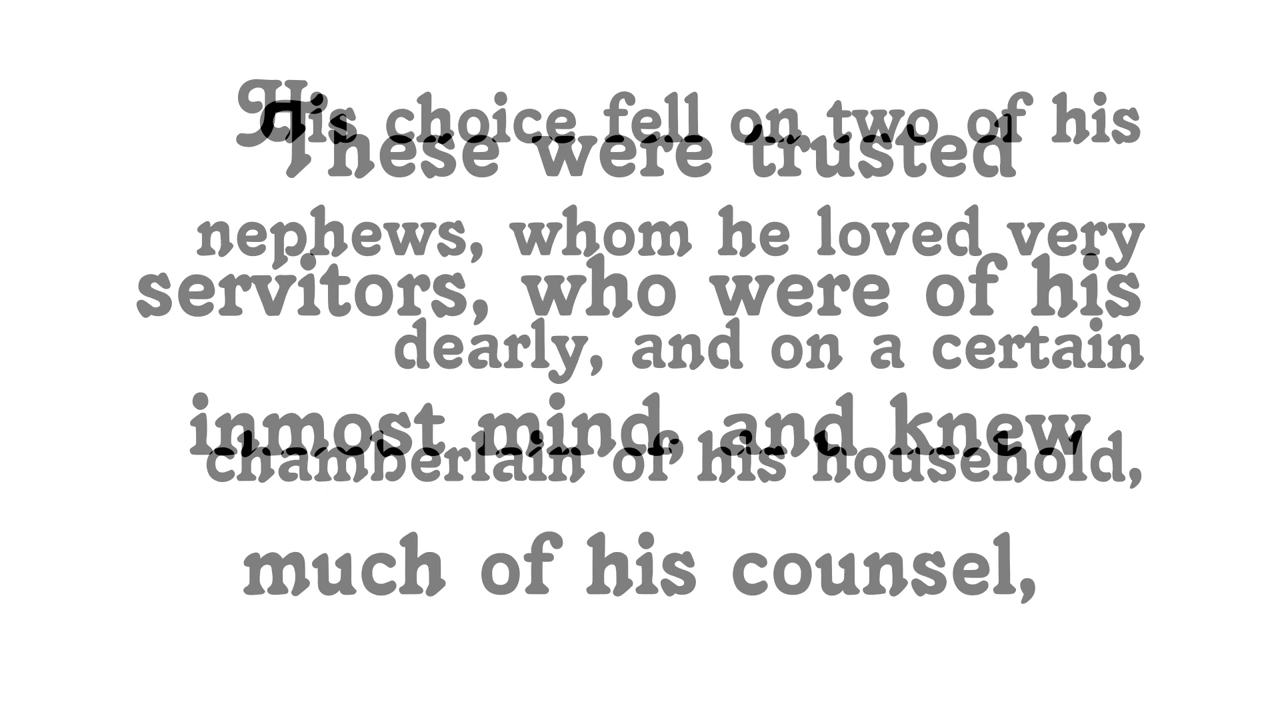 His choice fell on two of his
nephews, whom he loved very
dearly, and on a certain
chamberlain of his household,
These were trusted
servitors, who were of his
inmost mind, and knew
much of his counsel,